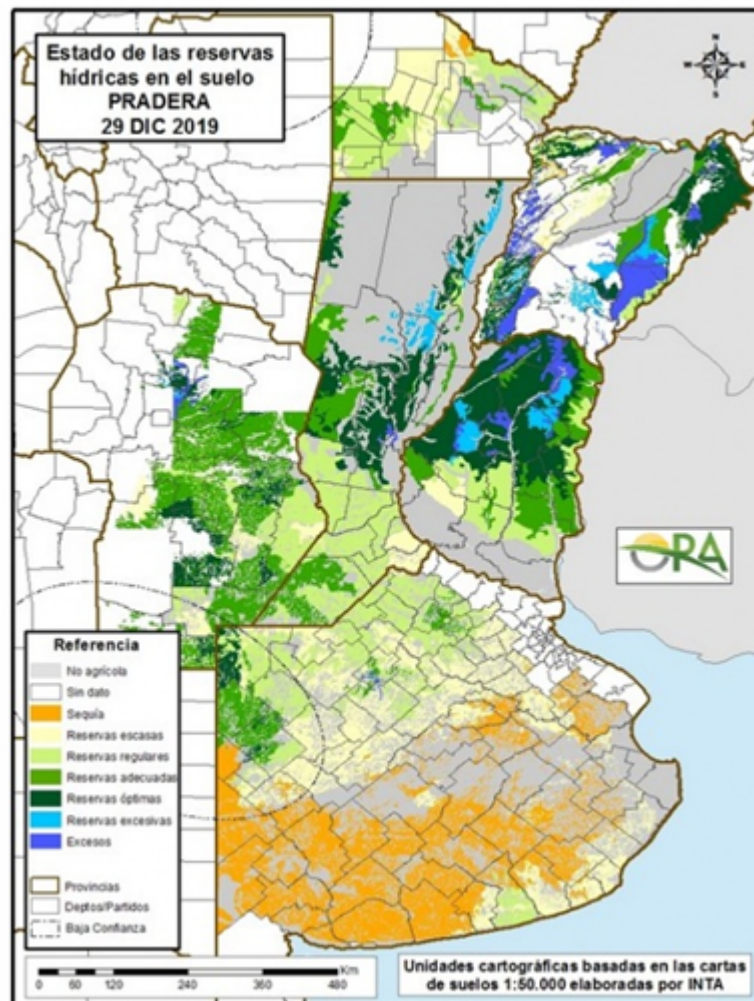 Estado de las reservas
hídricas en el suelo
PRADERA
29 DIC 2019
N
W
E
S
ORA
Referencia
No agrícola
Sin dato
Sequía
Reservas escasas
Reservas regulares
Reservas adecuadas
Reservas óptimas
Reservas excesivas
Excesos
Provincias
Deptos/Partidos
Baja Confianza
Km
0 60 120 240 360 480
Unidades cartográficas basadas en las cartas
de suelos 1:50.000 elaboradas por INTA